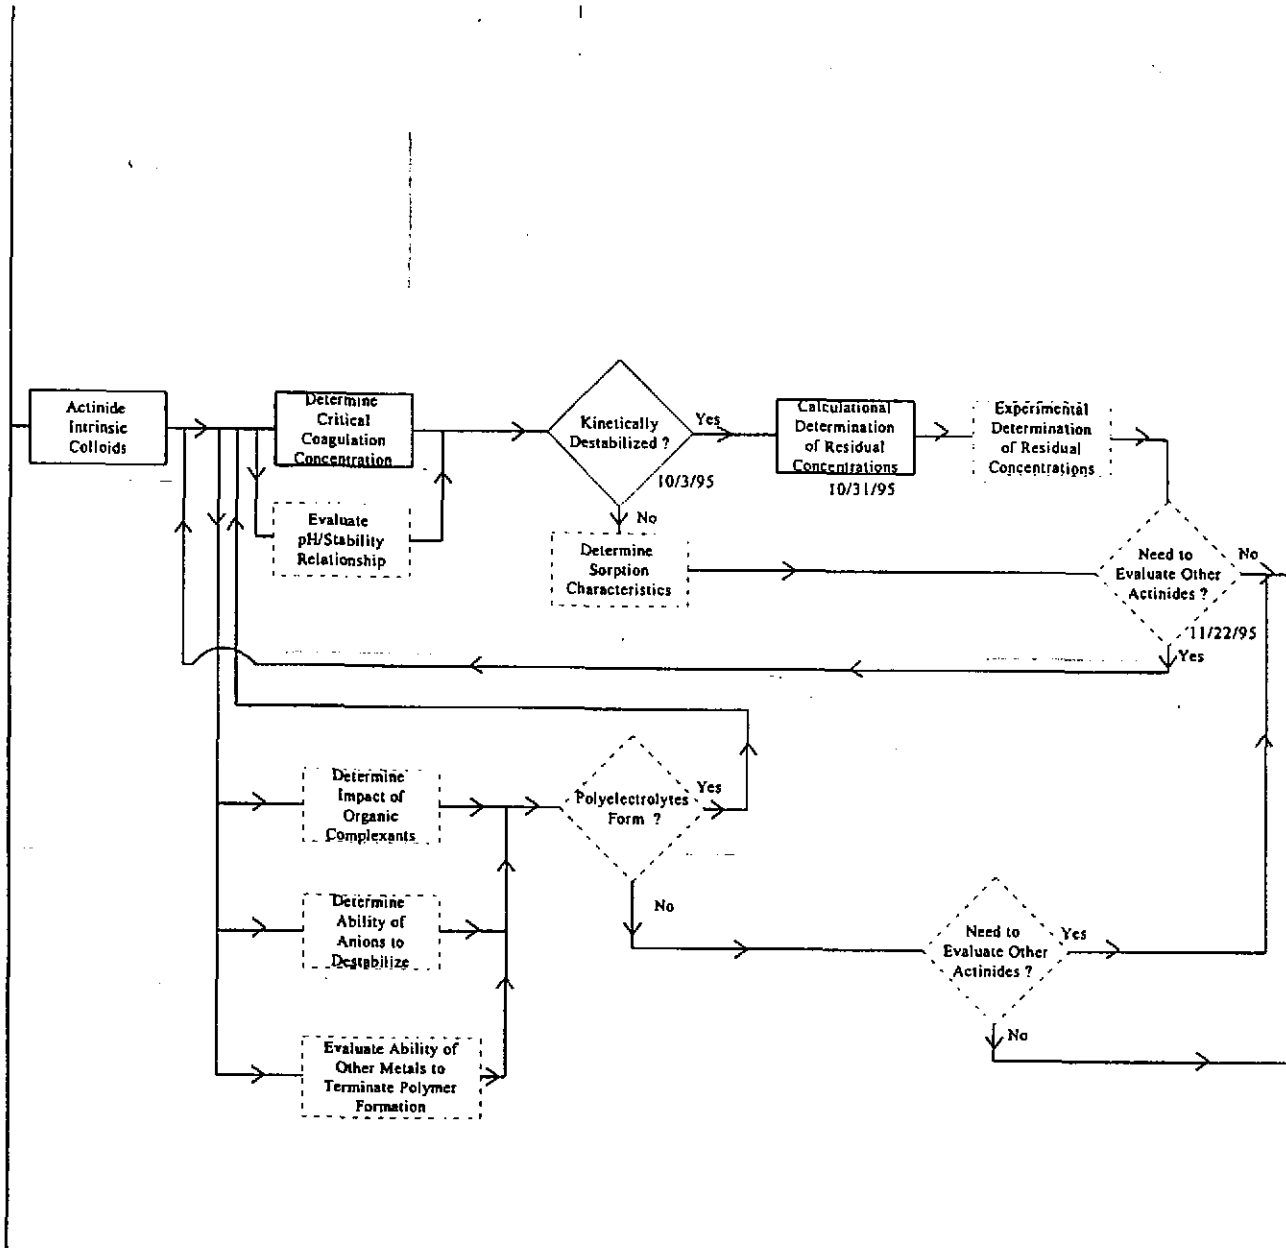 Actinide
Intrinsic
Colloids
Determine
Critical
Coagulation
Concentration
Evaluate
pH/Stability
Relationship
Kinetically
Destabilized ?
Yes
10/3/95
No
Determine
Sorption
Characteristics
Calculational
Determination
of Residual
Concentrations
10/31/95
Experimental
Determination
of Residual
Concentrations
Need to
Evaluate Other
Actinides ?
No
11/22/95
Yes
Determine
Impact of
Organic
Complexants
Determine
Ability of
Anions to
Destabilize
Evaluate Ability of
Other Metals to
Terminate Polymer
Formation
Polyelectrolytes
Form ?
Yes
No
Need to
Evaluate Other
Actinides ?
Yes
No